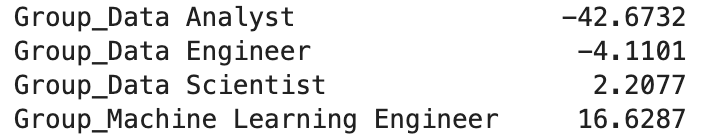 Group_Data Analyst -42.6732
Group_Data Engineer -4.1101
Group_Data Scientist 2.2077
Group_Machine Learning Engineer 16.6287